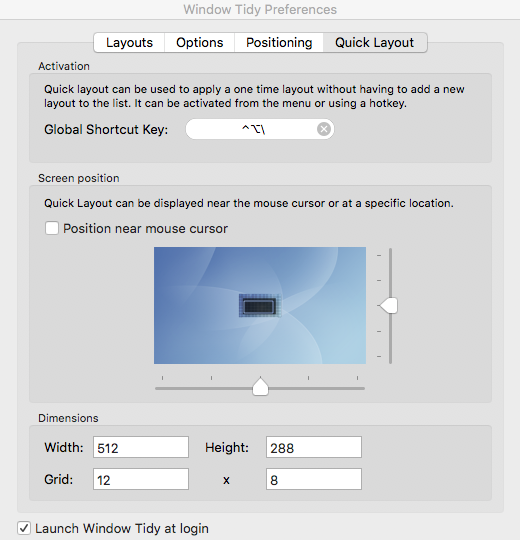 Window Tidy Preferences
Layouts Options Positioning Quick Layout
Activation
Quick layout can be used to apply a one time layout without having to add a new
layout to the list. It can be activated from the menu or using a hotkey.
Global Shortcut Key: ^⌥\
Screen position
Quick Layout can be displayed near the mouse cursor or at a specific location.
Position near mouse cursor
Dimensions
Width: 512 Height: 288
Grid: 12 x 8
Launch Window Tidy at login